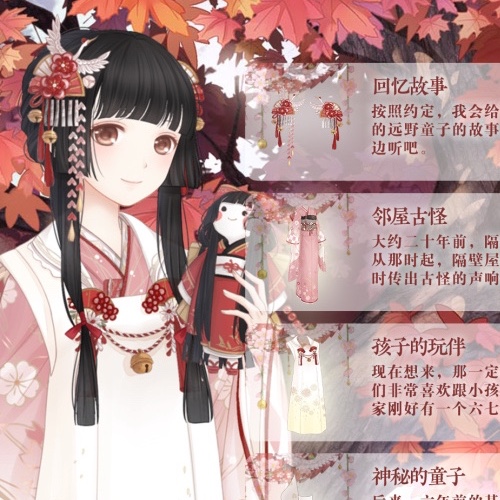 回忆故事
按照约定，我会给
的远野童子的故事
边听吧。
邻屋古怪
大约二十年前，隔
从那时起，隔壁屋
时传出古怪的声响
孩子的玩伴
现在想来，那一定
们非常喜欢跟小孩
家刚好有一个六七
神秘的童子